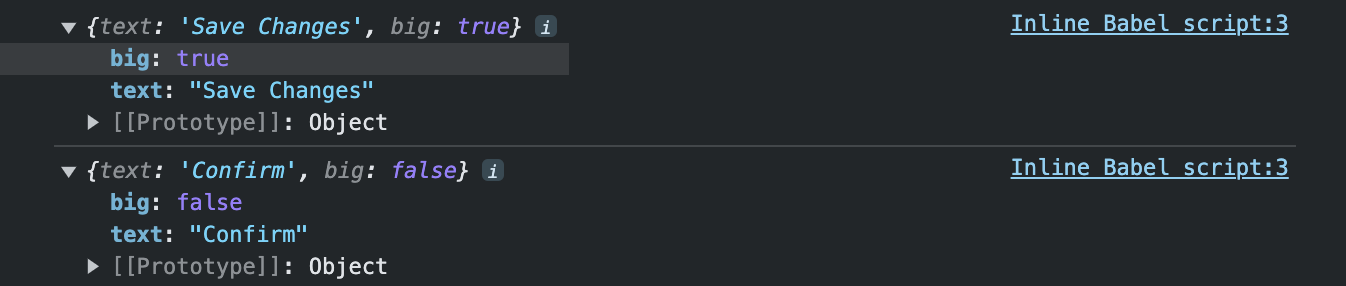 ▼ {text: 'Save Changes', big: true} i Inline Babel script:3
big: true
text: "Save Changes"
▶ [[Prototype]]: Object
▼ {text: 'Confirm', big: false} i Inline Babel script:3
big: false
text: "Confirm"
▶ [[Prototype]]: Object